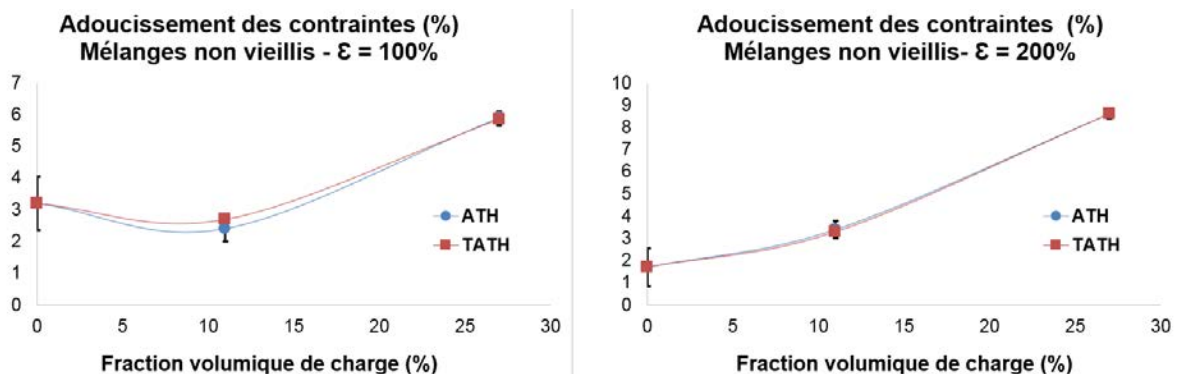 Adoucissement des contraintes (%)
Mélanges non vieillis - Ɛ = 100%
7
6
5
4
3
2
1
0
0 5 10 15 20 25 30
ATH
TATH
Fraction volumique de charge (%)
Adoucissement des contraintes (%)
Mélanges non vieillis- Ɛ = 200%
10
9
8
7
6
5
4
3
2
1
0
0 5 10 15 20 25 30
ATH
TATH
Fraction volumique de charge (%)